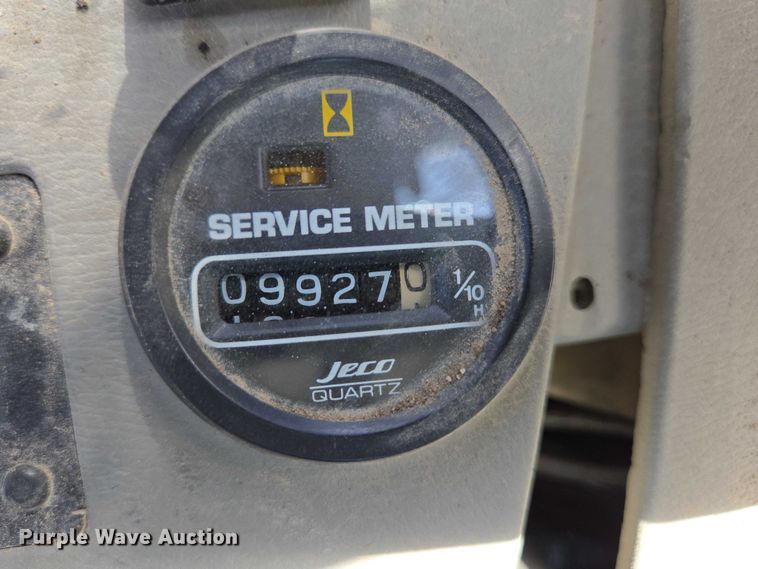 SERVICE METER
099270 1/10
H
Jeco
QUARTZ
Purple Wave Auction